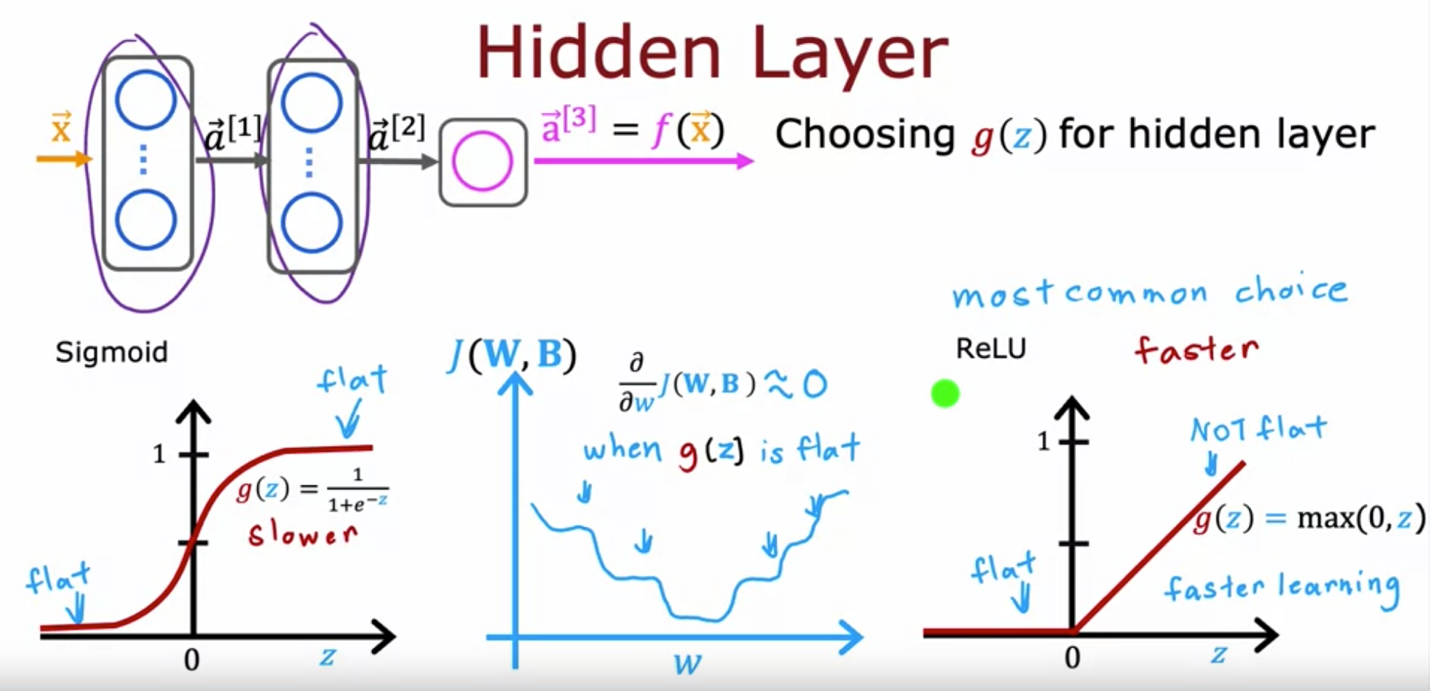 Hidden Layer
x⃗
a⃗[1]
a⃗[2]
a⃗[3] = f(x⃗)
Choosing g(z) for hidden layer
Sigmoid
flat
1
g(z) = 1/1+e−z
slower
flat
0
z
J(W, B)
∂/∂w J(W, B) ≈ 0
when g(z) is flat
w
most common choice
ReLU
faster
1
NOT flat
g(z) = max(0, z)
flat
faster learning
0
z